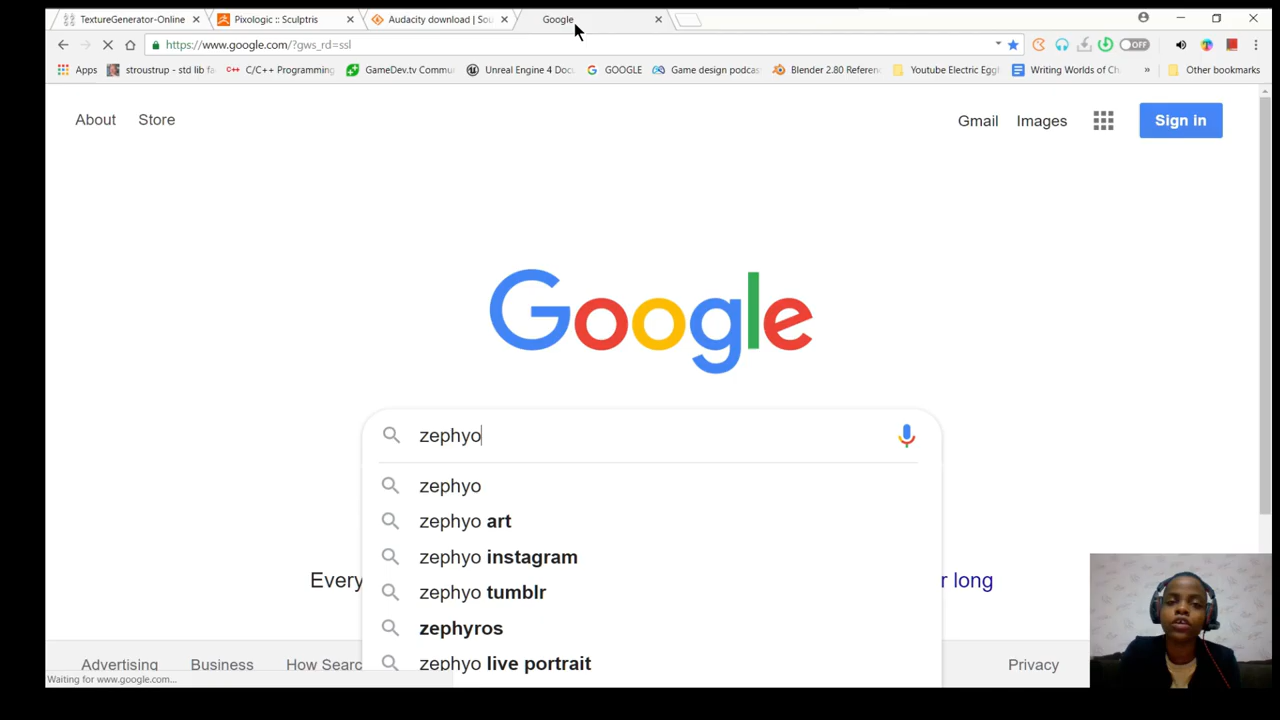 TextureGenerator-Online
Pixologic :: Sculptris
Audacity download | Sou
Google
https://www.google.com/?gws_rd=ssl
OFF
Apps
stroustrup - std lib fa
C++
C/C++ Programming
GameDev.tv Commu
Unreal Engine 4 Doc
GOOGLE
Game design podcas
Blender 2.80 Referen
Youtube Electric Egg
Writing Worlds of Ch
»
Other bookmarks
About
Store
Gmail
Images
Sign in
Google
zephyo
zephyo
zephyo art
zephyo instagram
zephyo tumblr
zephyros
zephyo live portrait
Every
r long
Advertising
Business
How Searc
Privacy
Waiting for www.google.com...